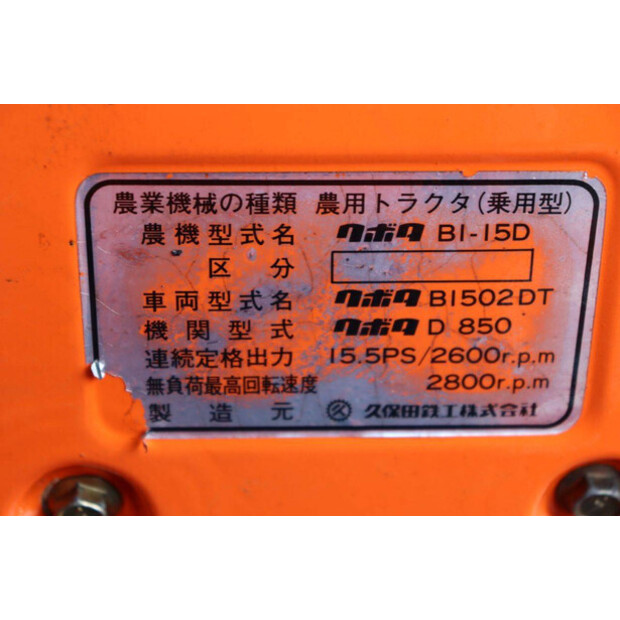 農業機械の種類 農用トラクタ(乗用型)
農機型式名 クボタ B1-15D
区分
車両型式名 クボタ B1502DT
機関型式 クボタ D 850
連続定格出力 15.5PS/2600r.p.m
無負荷最高回転速度 2800r.p.m
製造元 久保田鉄工株式会社